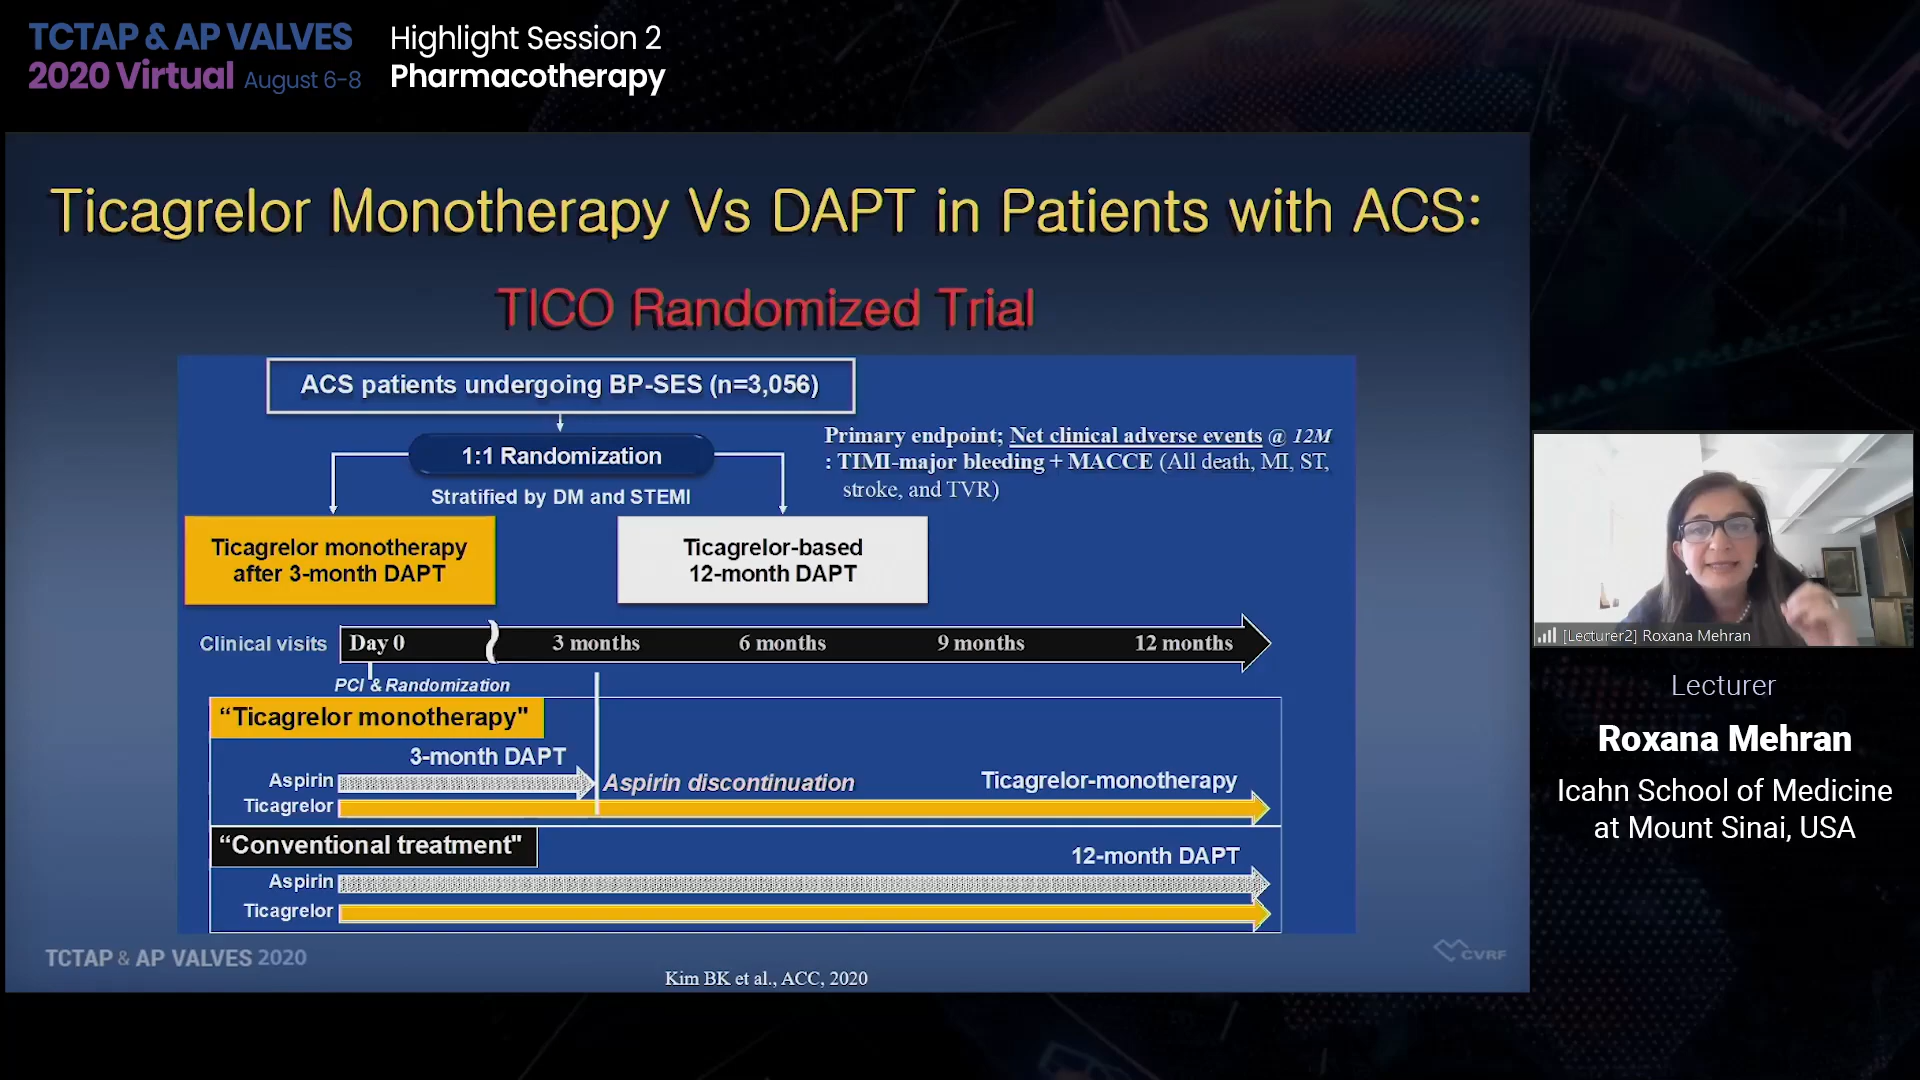 TCTAP & AP VALVES
2020 Virtual August 6-8
Highlight Session 2
Pharmacotherapy
Ticagrelor Monotherapy Vs DAPT in Patients with ACS:
TICO Randomized Trial
ACS patients undergoing BP-SES (n=3,056)
1:1 Randomization
Stratified by DM and STEMI
Primary endpoint; Net clinical adverse events @ 12M
: TIMI-major bleeding + MACCE (All death, MI, ST,
stroke, and TVR)
Ticagrelor monotherapy
after 3-month DAPT
Ticagrelor-based
12-month DAPT
Clinical visits
Day 0
3 months
6 months
9 months
12 months
PCI & Randomization
“Ticagrelor monotherapy"
3-month DAPT
Aspirin
Aspirin discontinuation
Ticagrelor-monotherapy
Ticagrelor
“Conventional treatment"
12-month DAPT
Aspirin
Ticagrelor
TCTAP & AP VALVES 2020
CVRF
Kim BK et al., ACC, 2020
[Lecturer2] Roxana Mehran
Lecturer
Roxana Mehran
Icahn School of Medicine
at Mount Sinai, USA